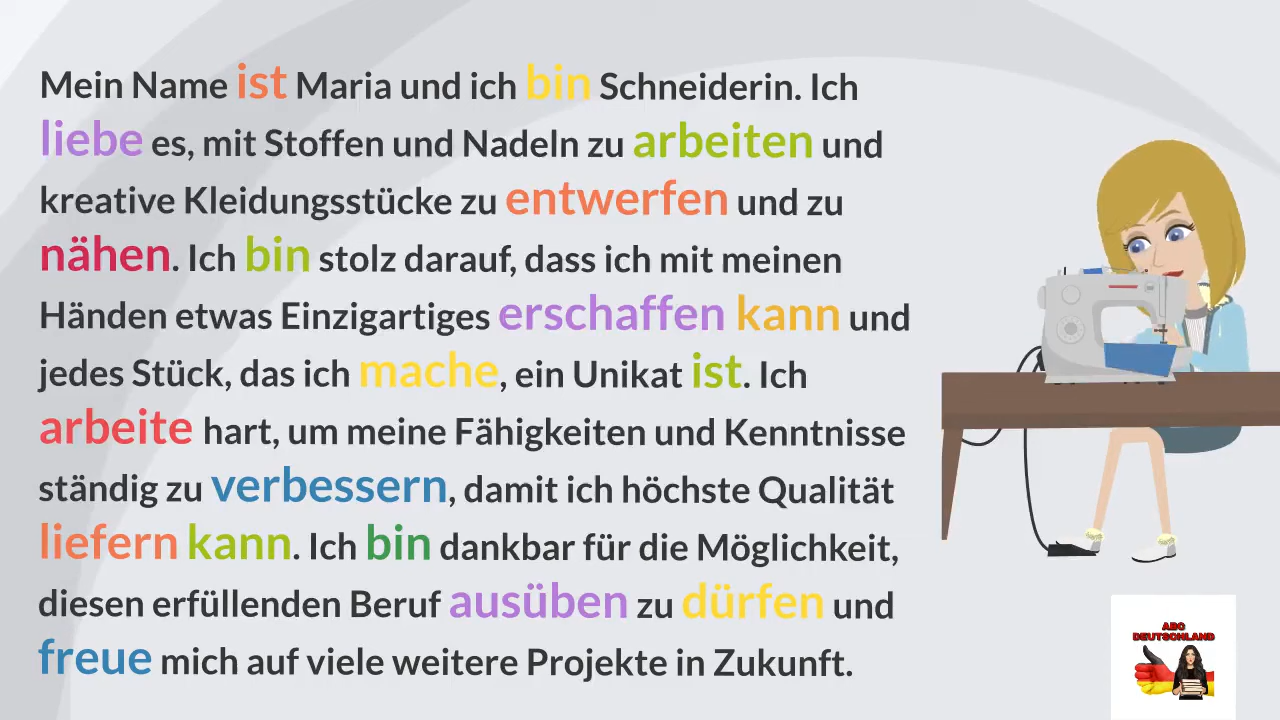 Mein Name ist Maria und ich bin Schneiderin. Ich
liebe es, mit Stoffen und Nadeln zu arbeiten und
kreative Kleidungsstücke zu entwerfen und zu
nähen. Ich bin stolz darauf, dass ich mit meinen
Händen etwas Einzigartiges erschaffen kann und
jedes Stück, das ich mache, ein Unikat ist. Ich
arbeite hart, um meine Fähigkeiten und Kenntnisse
ständig zu verbessern, damit ich höchste Qualität
liefern kann. Ich bin dankbar für die Möglichkeit,
diesen erfüllenden Beruf ausüben zu dürfen und
freue mich auf viele weitere Projekte in Zukunft.
ABC
DEUTSCHLAND